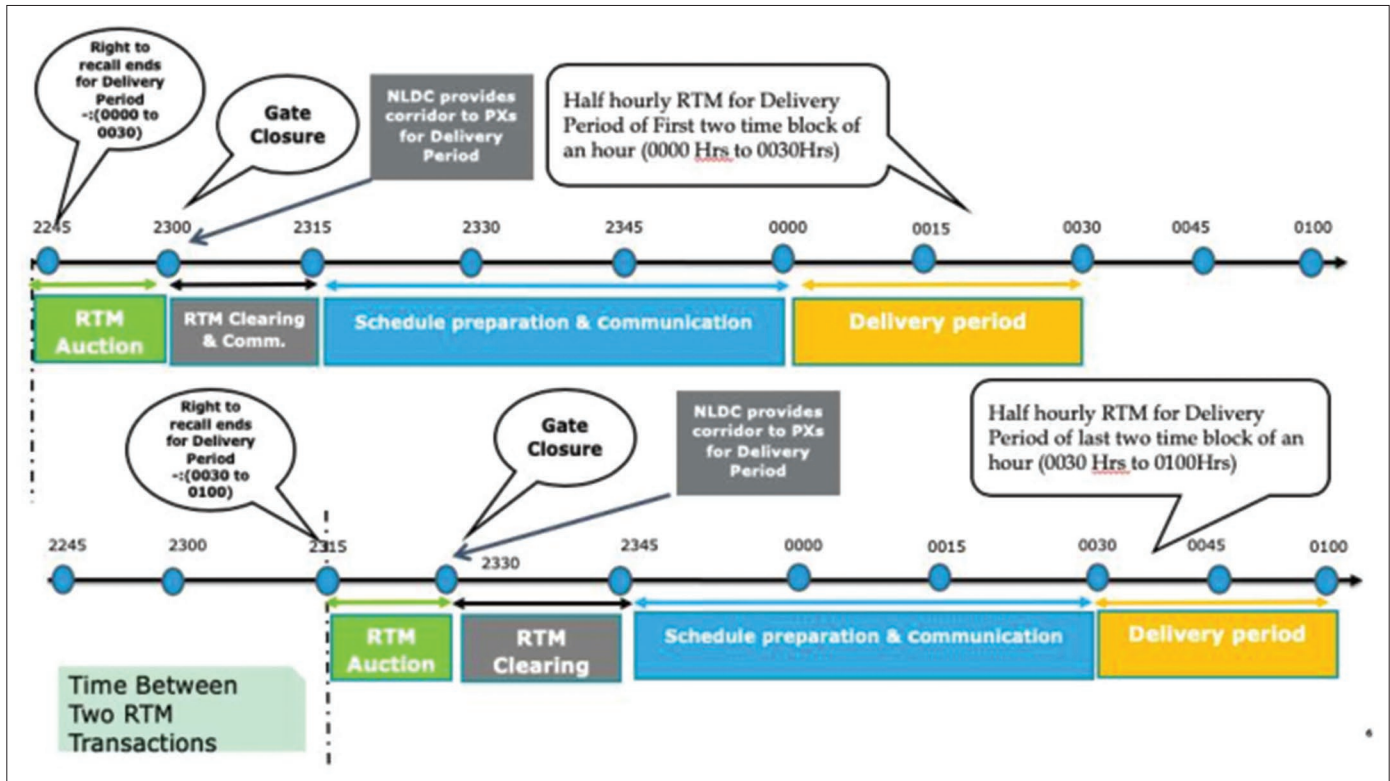 Right to
recall ends
for Delivery
Period
-:(0000 to
0030)
Gate
Closure
NLDC provides
corridor to PXs
for Delivery
Period
Half hourly RTM for Delivery
Period of First two time block of
an hour (0000 Hrs to 0030Hrs)
2245 2300 2315 2330 2345 0000 0015 0030 0045 0100
RTM
Auction
RTM Clearing
& Comm.
Schedule preparation & Communication
Delivery period
Right to
recall ends
for Delivery
Period
-:(0030 to
0100)
Gate
Closure
NLDC provides
corridor to PXs
for Delivery
Period
Half hourly RTM for Delivery
Period of last two time block of an
hour (0030 Hrs to 0100Hrs)
2245 2300 2315 2330 2345 0000 0015 0030 0045 0100
RTM
Auction
RTM
Clearing
Schedule preparation & Communication
Delivery period
Time Between
Two RTM
Transactions
6